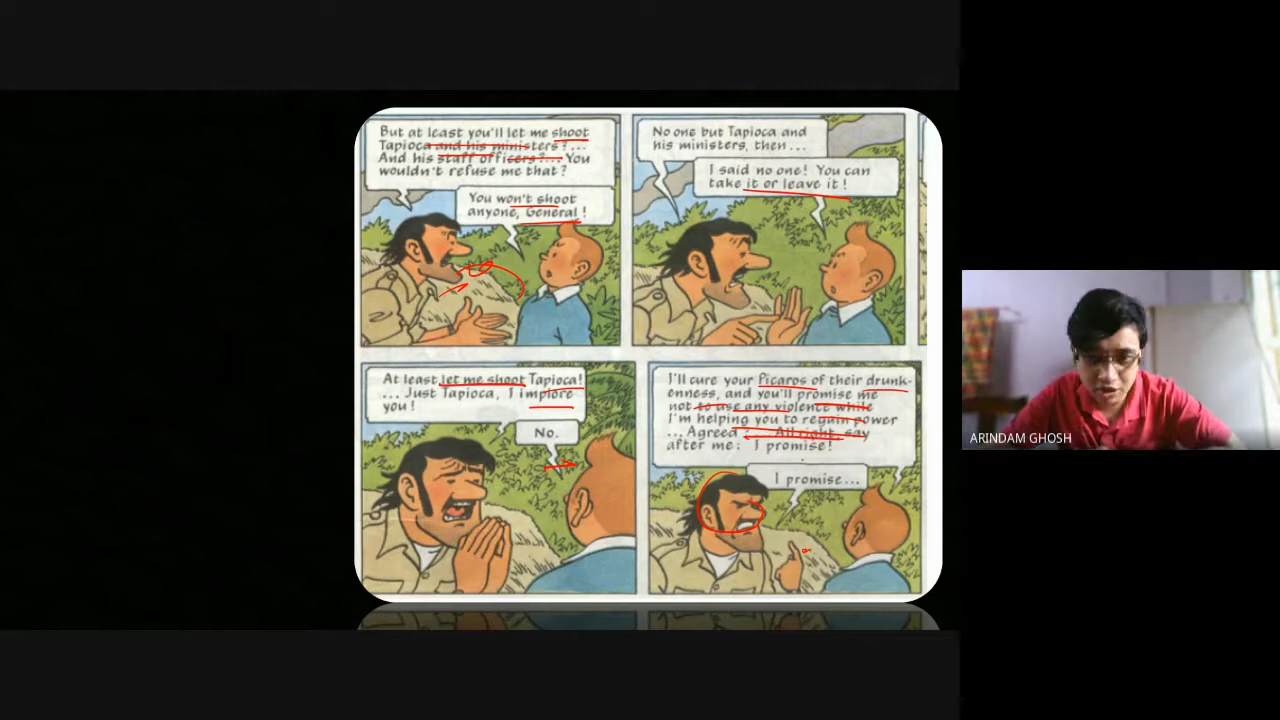 But at least you'll let me shoot
Tapioca and his ministers?...
And his staff officers?... You
wouldn't refuse me that?
You won't shoot
anyone, General!
No one but Tapioca and
his ministers, then...
I said no one! You can
take it or leave it!
At least let me shoot Tapioca!
... Just Tapioca, I implore
you!
No.
I'll cure your Picaros of their drunk-
enness, and you'll promise me
not to use any violence while
I'm helping you to regain power
... Agreed? All right, say
after me: I promise!
I promise...
ARINDAM GHOSH